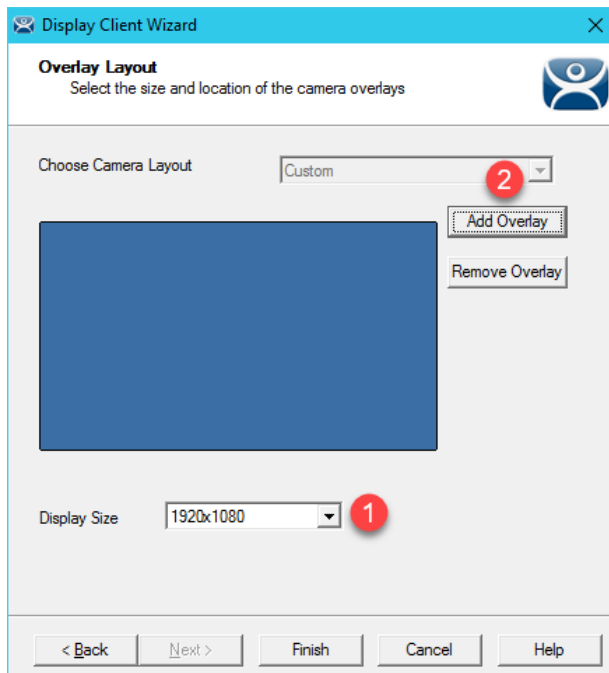 Display Client Wizard
Overlay Layout
Select the size and location of the camera overlays
Choose Camera Layout
Custom
2
Add Overlay
Remove Overlay
Display Size
1920x1080
1
< Back
Next >
Finish
Cancel
Help